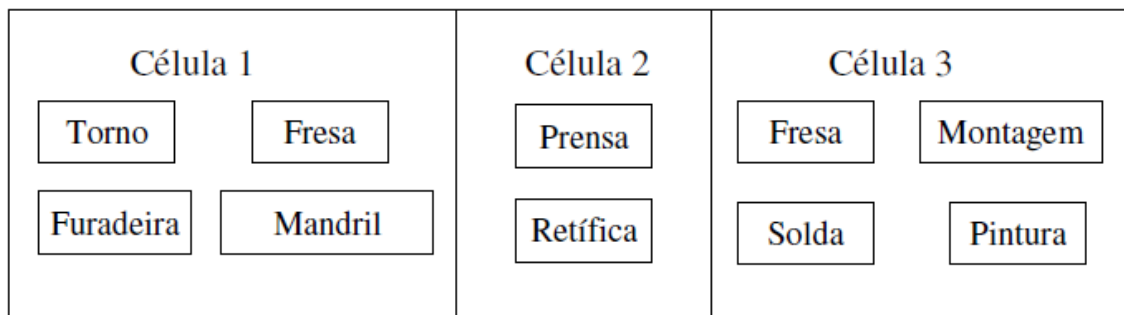 Célula 1
Torno
Fresa
Furadeira
Mandril
Célula 2
Prensa
Retífica
Célula 3
Fresa
Montagem
Solda
Pintura